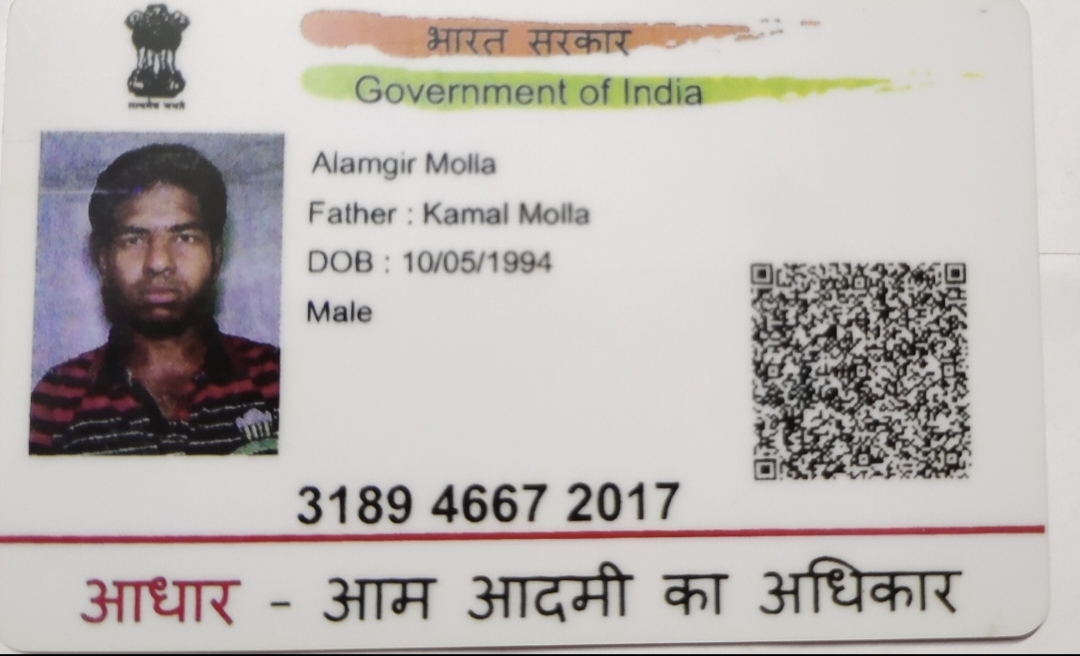 भारत सरकार
Government of India
सत्यमेव जयते
Alamgir Molla
Father : Kamal Molla
DOB : 10/05/1994
Male
3189 4667 2017
आधार - आम आदमी का अधिकार